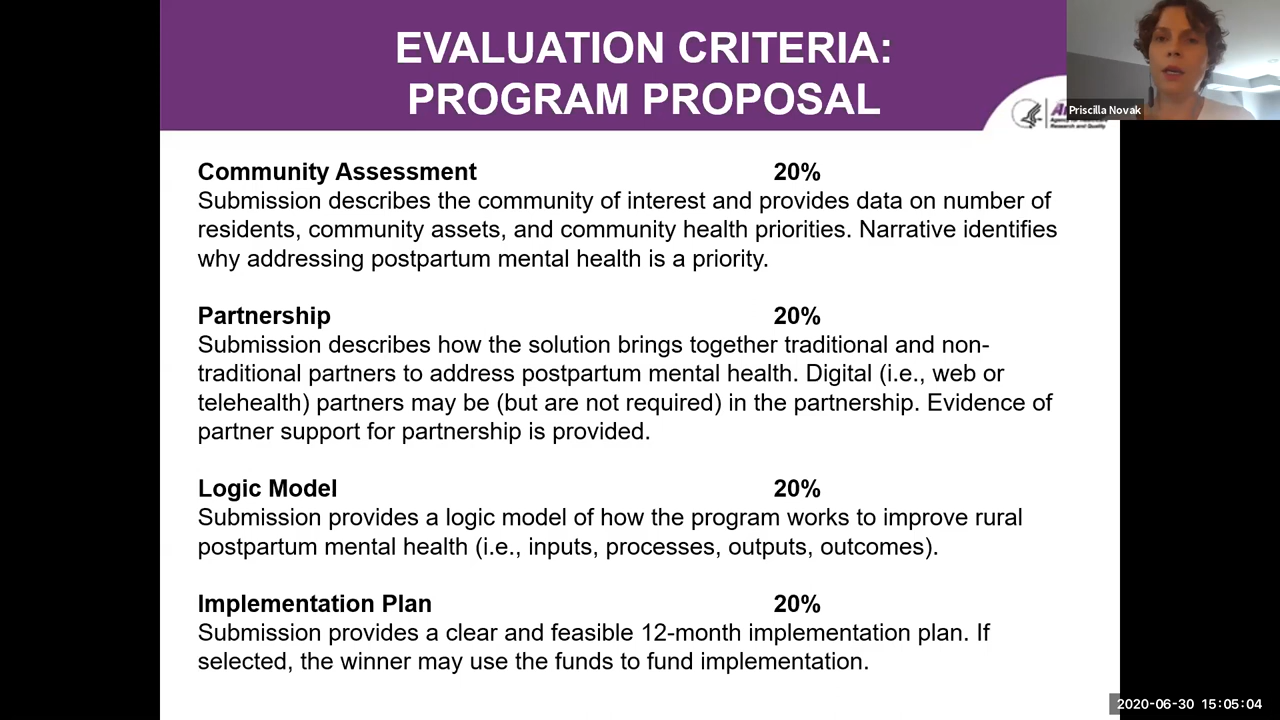 EVALUATION CRITERIA:
PROGRAM PROPOSAL
Priscilla Novak
Research and Quality
Community Assessment 20%
Submission describes the community of interest and provides data on number of
residents, community assets, and community health priorities. Narrative identifies
why addressing postpartum mental health is a priority.
Partnership 20%
Submission describes how the solution brings together traditional and non-
traditional partners to address postpartum mental health. Digital (i.e., web or
telehealth) partners may be (but are not required) in the partnership. Evidence of
partner support for partnership is provided.
Logic Model 20%
Submission provides a logic model of how the program works to improve rural
postpartum mental health (i.e., inputs, processes, outputs, outcomes).
Implementation Plan 20%
Submission provides a clear and feasible 12-month implementation plan. If
selected, the winner may use the funds to fund implementation.
2020-06-30 15:05:04